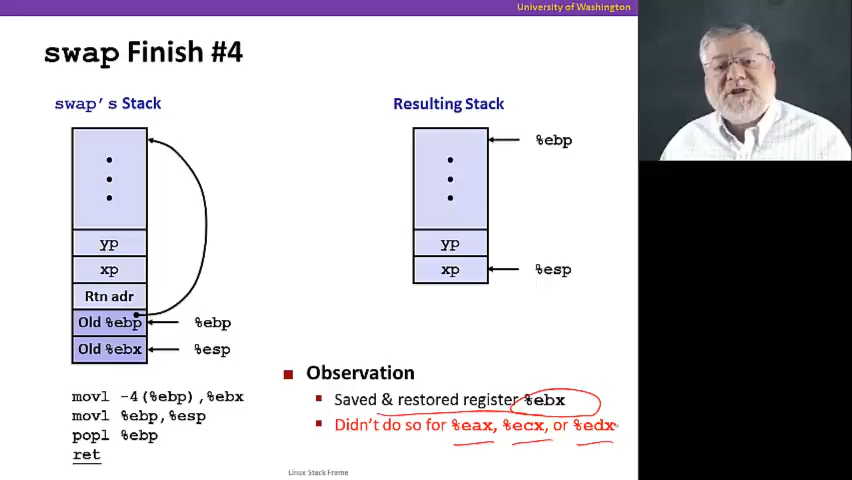 University of Washington
swap Finish #4
swap's Stack
Resulting Stack
%ebp
yp
xp
Rtn adr
Old %ebp
%ebp
Old %ebx
%esp
yp
xp
%esp
movl -4(%ebp),%ebx
movl %ebp,%esp
popl %ebp
ret
Observation
Saved & restored register %ebx
Didn't do so for %eax, %ecx, or %edx
Linux Stack Frame